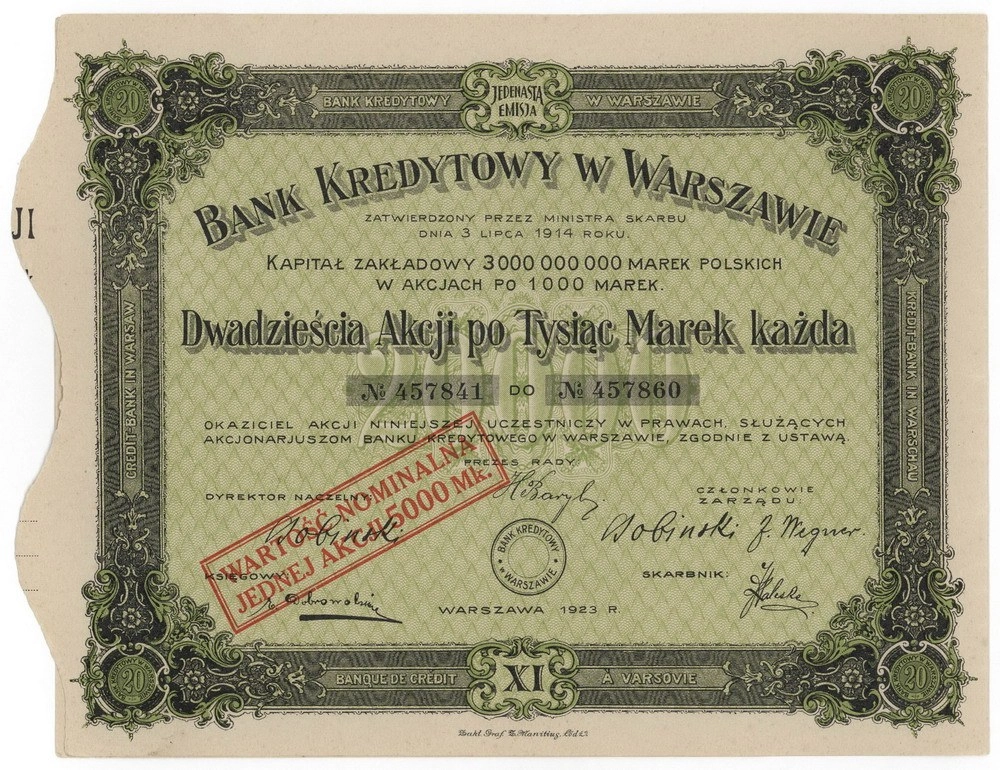 20
BANK KREDYTOWY
JEDENASTA
EMISJA
W WARSZAWIE
20
BANK KREDYTOWY W WARSZAWIE
ZATWIERDZONY PRZEZ MINISTRA SKARBU
DNIA 3 LIPCA 1914 ROKU.
JI
KAPITAŁ ZAKŁADOWY 3 000 000 000 MAREK POLSKICH
W AKCJACH PO 1000 MAREK.
Dwadzieścia Akcji po Tysiąc Marek każda
20000
№ 457841 DO № 457860
CREDIT-BANK IN WARSAW
KREDIT-BANK IN WARSCHAU
OKAZICIEL AKCJI NINIEJSZEJ UCZESTNICZY W PRAWACH, SŁUŻĄCYCH
AKCJONARJUSZOM BANKU KREDYTOWEGO W WARSZAWIE, ZGODNIE Z USTAWĄ.
PREZES RADY
DYREKTOR NACZELNY:
CZŁONKOWIE
ZARZĄDU:
WARTOŚĆ NOMINALNA
JEDNEJ AKCJI 5000 Mk.
BANK KREDYTOWY
W WARSZAWIE
KSIĘGOWY
SKARBNIK:
WARSZAWA 1923 R.
20
BANQUE DE CRÉDIT
XI
À VARSOVIE
20